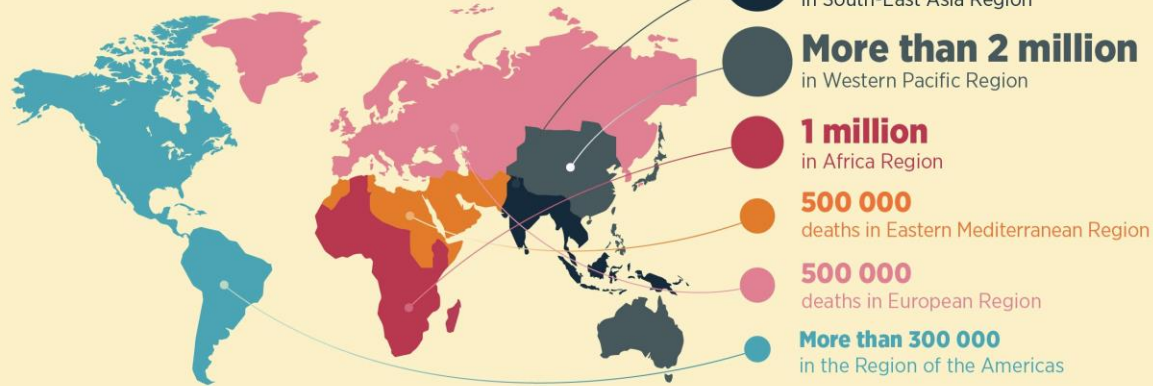 in South-East Asia Region
More than 2 million
in Western Pacific Region
1 million
in Africa Region
500 000
deaths in Eastern Mediterranean Region
500 000
deaths in European Region
More than 300 000
in the Region of the Americas